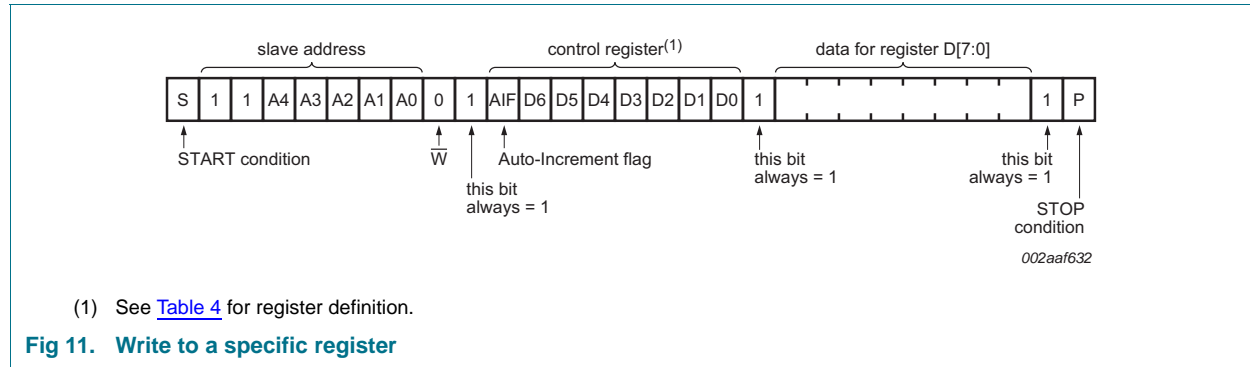 slave address control register(1) data for register D[7:0]
S 1 1 A4 A3 A2 A1 A0 0 1 AIF D6 D5 D4 D3 D2 D1 D0 1 1 P
START condition W̅ Auto-Increment flag this bit always = 1 this bit always = 1
this bit
always = 1
STOP
condition
002aaf632
(1) See Table 4 for register definition.
Fig 11. Write to a specific register